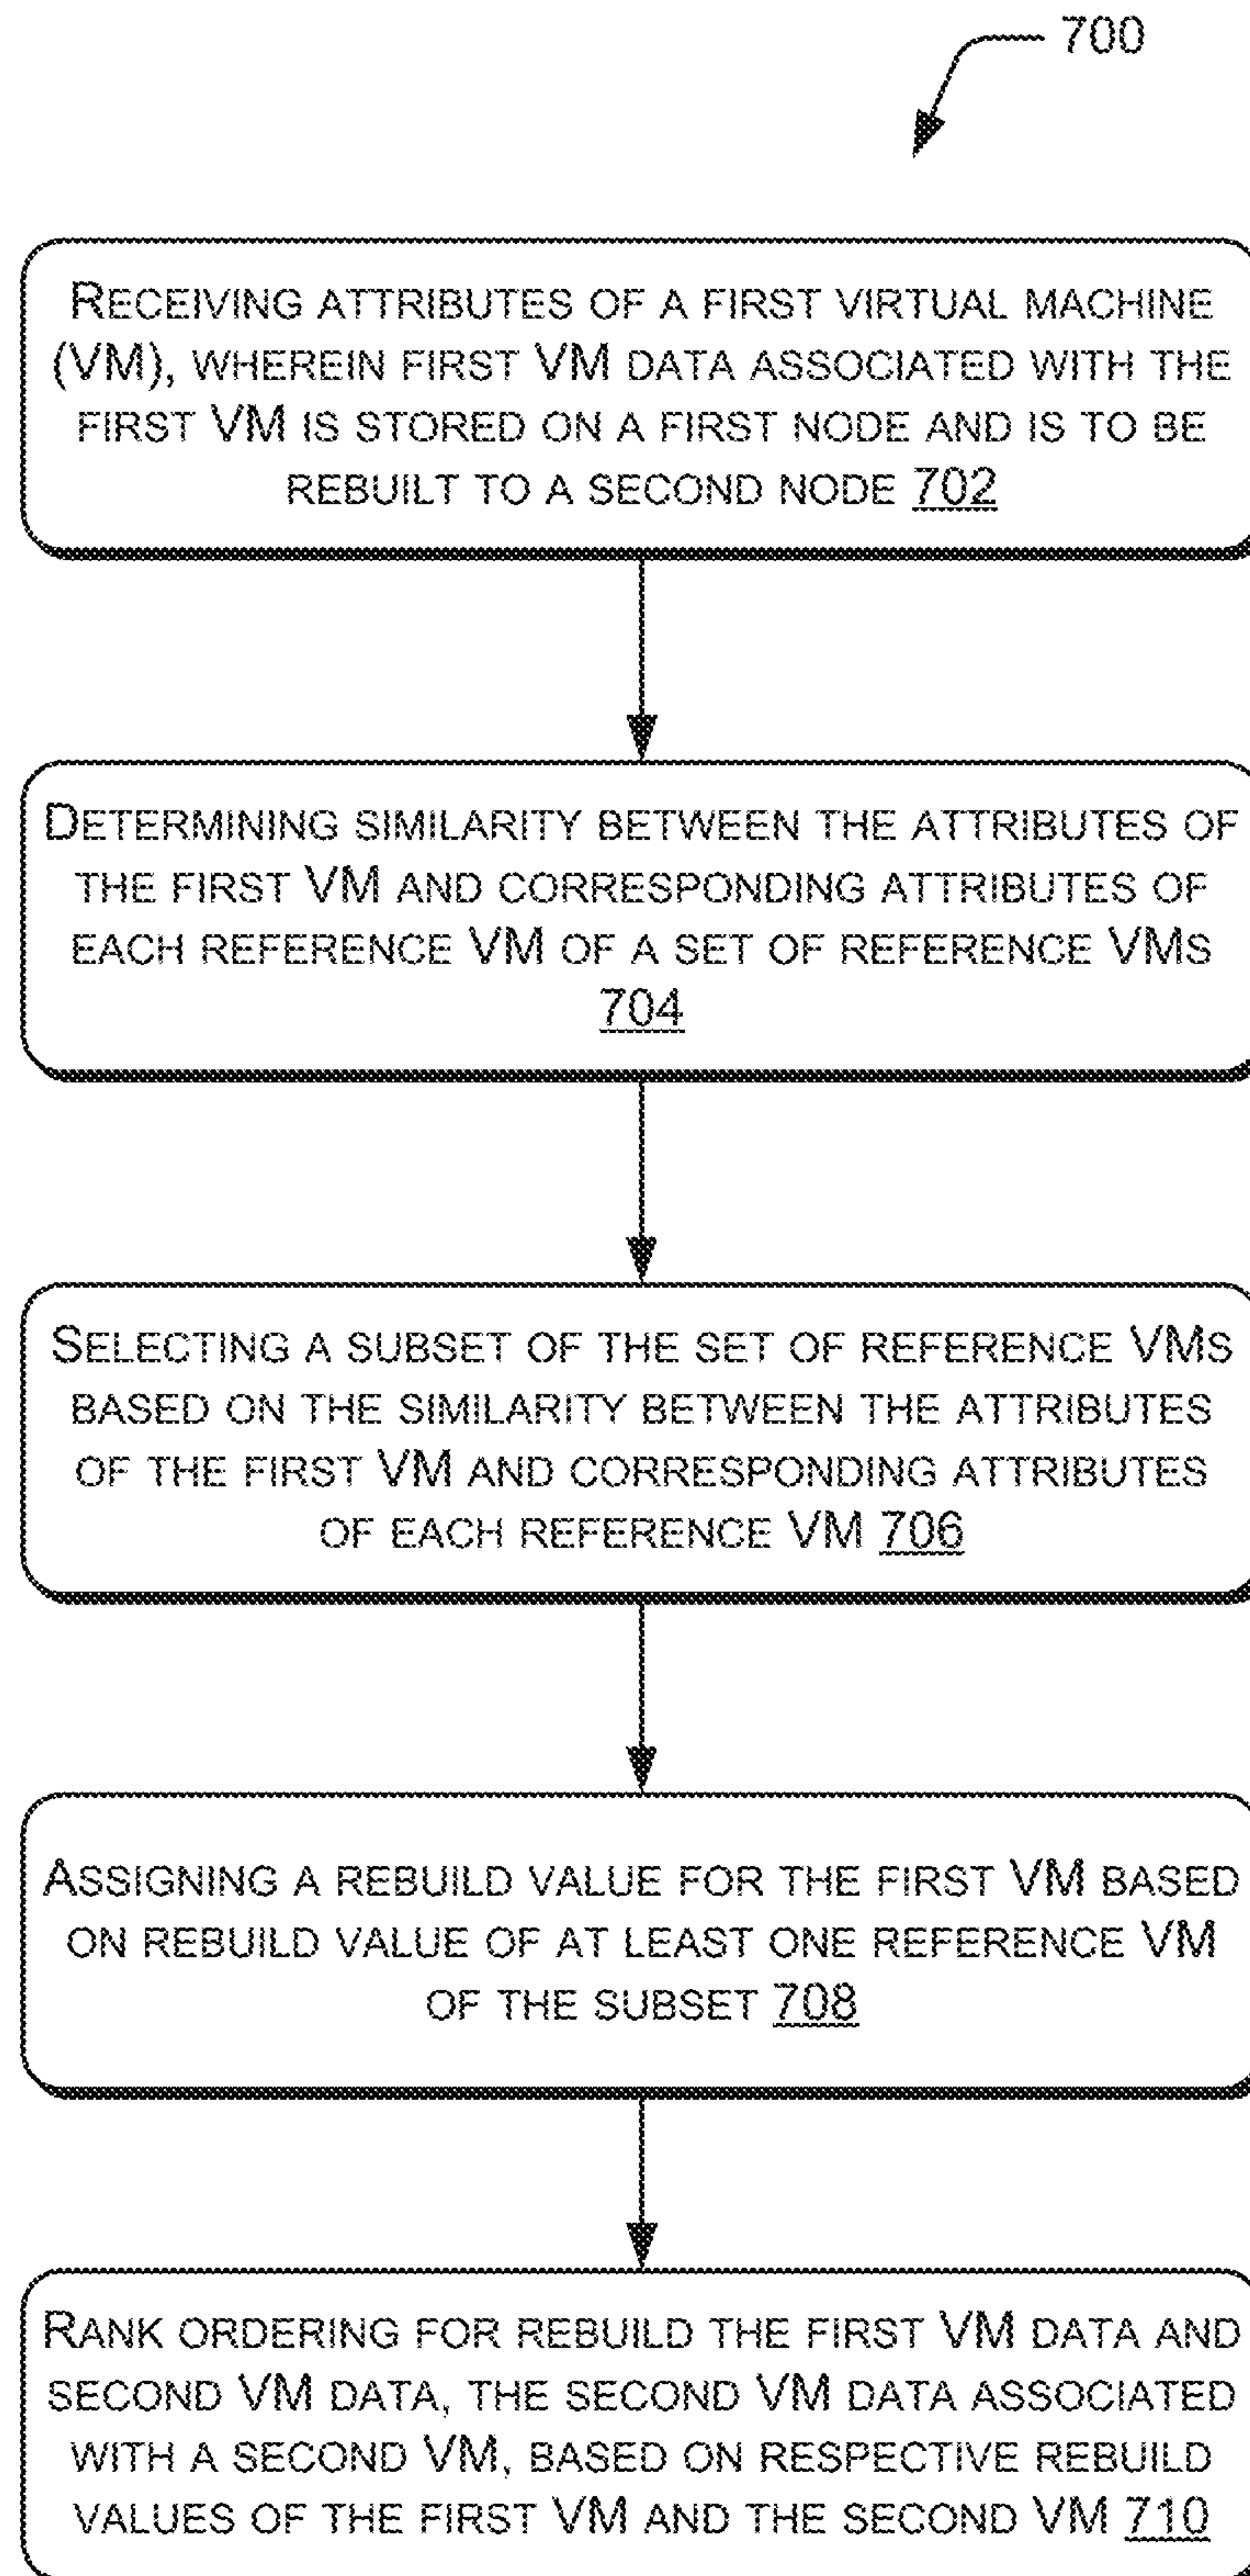 700
RECEIVING ATTRIBUTES OF A FIRST VIRTUAL MACHINE
(VM), WHEREIN FIRST VM DATA ASSOCIATED WITH THE
FIRST VM IS STORED ON A FIRST NODE AND IS TO BE
REBUILT TO A SECOND NODE 702
DETERMINING SIMILARITY BETWEEN THE ATTRIBUTES OF
THE FIRST VM AND CORRESPONDING ATTRIBUTES OF
EACH REFERENCE VM OF A SET OF REFERENCE VMS
704
SELECTING A SUBSET OF THE SET OF REFERENCE VMS
BASED ON THE SIMILARITY BETWEEN THE ATTRIBUTES
OF THE FIRST VM AND CORRESPONDING ATTRIBUTES
OF EACH REFERENCE VM 706
ASSIGNING A REBUILD VALUE FOR THE FIRST VM BASED
ON REBUILD VALUE OF AT LEAST ONE REFERENCE VM
OF THE SUBSET 708
RANK ORDERING FOR REBUILD THE FIRST VM DATA AND
SECOND VM DATA, THE SECOND VM DATA ASSOCIATED
WITH A SECOND VM, BASED ON RESPECTIVE REBUILD
VALUES OF THE FIRST VM AND THE SECOND VM 710